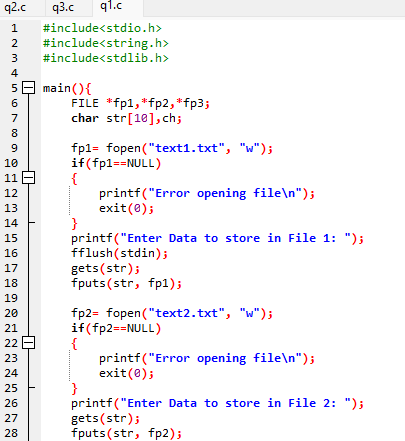 q2.c q3.c q1.c
1 #include<stdio.h>
2 #include<string.h>
3 #include<stdlib.h>
4
5 main(){
6 FILE *fp1,*fp2,*fp3;
7 char str[10],ch;
8
9 fp1= fopen("text1.txt", "w");
10 if(fp1==NULL)
11 {
12 printf("Error opening file\n");
13 exit(0);
14 }
15 printf("Enter Data to store in File 1: ");
16 fflush(stdin);
17 gets(str);
18 fputs(str, fp1);
19
20 fp2= fopen("text2.txt", "w");
21 if(fp2==NULL)
22 {
23 printf("Error opening file\n");
24 exit(0);
25 }
26 printf("Enter Data to store in File 2: ");
27 gets(str);
28 fputs(str, fp2);